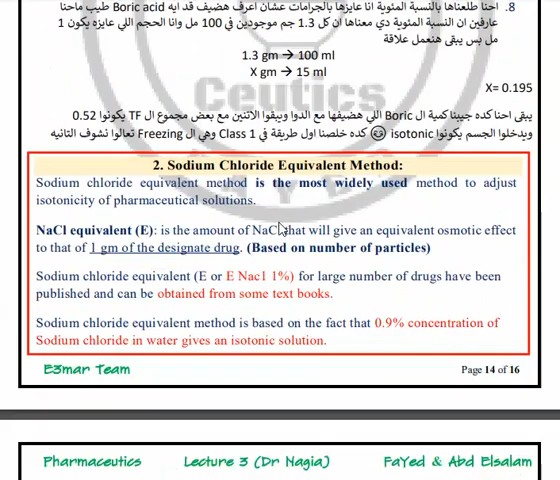 8. احنا طلعناها بالنسبة المئوية انا عايزها بالجرامات عشان اعرف هضيف قد ايه Boric acid طيب ماحنا
عارفين ان النسبة المئوية دي معناها ان كل 1.3 جم موجودين في 100 مل وانا الحجم اللي عايزه يكون 1
مل بس يبقى هنعمل علاقة
1.3 gm → 100 ml
X gm → 15 ml
X= 0.195
يبقى احنا كده جيبنا كمية ال Boric اللي هضيفها مع الدوا ويبقوا الاتنين مع بعض مجموع ال TF يكونوا 0.52
ويدخلوا الجسم يكونوا isotonic 😊 كده خلصنا اول طريقة في Class 1 وهي ال Freezing تعالوا نشوف التانيه
Ceutics
2. Sodium Chloride Equivalent Method:
Sodium chloride equivalent method is the most widely used method to adjust
isotonicity of pharmaceutical solutions.
NaCl equivalent (E): is the amount of NaCl that will give an equivalent osmotic effect
to that of 1 gm of the designate drug. (Based on number of particles)
Sodium chloride equivalent (E or E Nacl 1%) for large number of drugs have been
published and can be obtained from some text books.
Sodium chloride equivalent method is based on the fact that 0.9% concentration of
Sodium chloride in water gives an isotonic solution.
E3mar Team Page 14 of 16
Pharmaceutics Lecture 3 (Dr Nagia) FaYed & Abd Elsalam